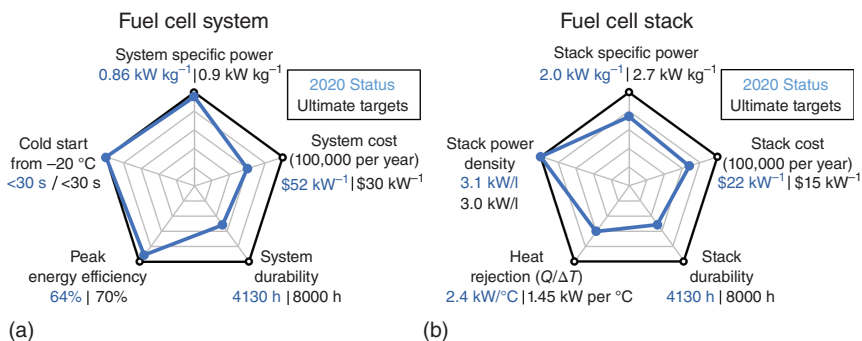 Fuel cell system
System specific power
0.86 kW kg⁻¹|0.9 kW kg⁻¹
2020 Status
Ultimate targets
Cold start
from –20 °C
<30 s / <30 s
System cost
(100,000 per year)
$52 kW⁻¹|$30 kW⁻¹
Peak
energy efficiency
64% | 70%
System
durability
4130 h |8000 h
(a)
Fuel cell stack
Stack specific power
2.0 kW kg⁻¹|2.7 kW kg⁻¹
2020 Status
Ultimate targets
Stack power
density
3.1 kW/l
3.0 kW/l
Stack cost
(100,000 per year)
$22 kW⁻¹|$15 kW⁻¹
Heat
rejection (Q/ΔT)
2.4 kW/°C|1.45 kW per °C
Stack
durability
4130 h |8000 h
(b)